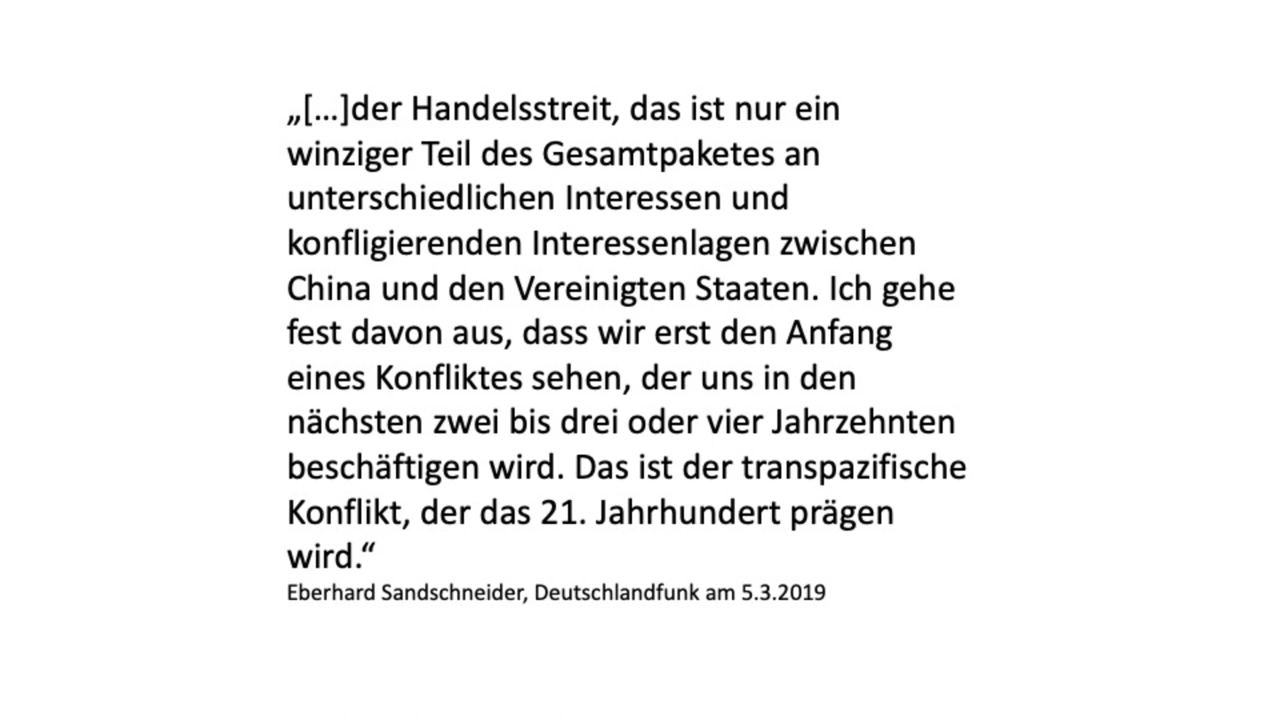 „[...]der Handelsstreit, das ist nur ein
winziger Teil des Gesamtpaketes an
unterschiedlichen Interessen und
konfligierenden Interessenlagen zwischen
China und den Vereinigten Staaten. Ich gehe
fest davon aus, dass wir erst den Anfang
eines Konfliktes sehen, der uns in den
nächsten zwei bis drei oder vier Jahrzehnten
beschäftigen wird. Das ist der transpazifische
Konflikt, der das 21. Jahrhundert prägen
wird.“
Eberhard Sandschneider, Deutschlandfunk am 5.3.2019